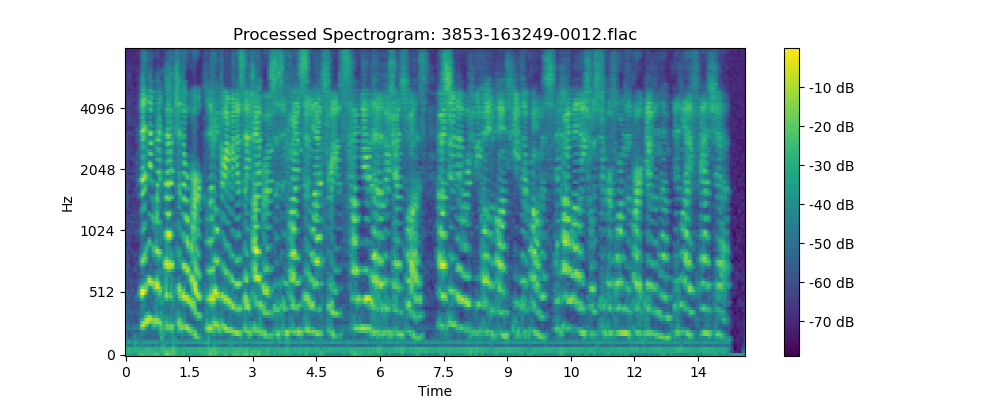 Processed Spectrogram: 3853-163249-0012.flac
Hz
4096
2048
1024
512
0
0 1.5 3 4.5 6 7.5 9 10 12 14
Time
-10 dB
-20 dB
-30 dB
-40 dB
-50 dB
-60 dB
-70 dB